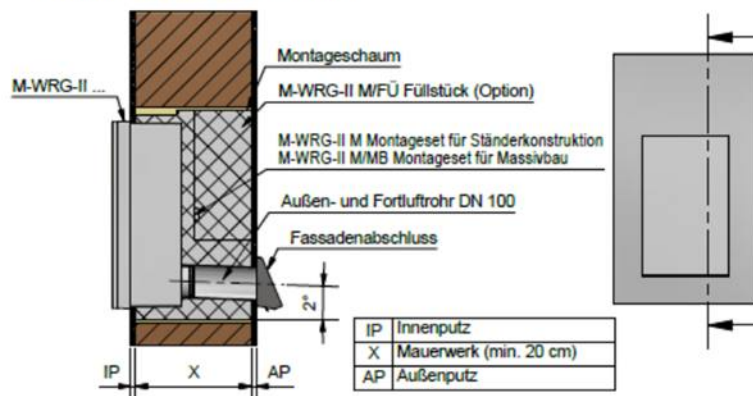 Montageschaum
M-WRG-II ...
M-WRG-II M/FÜ Füllstück (Option)
M-WRG-II M Montageset für Ständerkonstruktion
M-WRG-II M/MB Montageset für Massivbau
Außen- und Fortluftrohr DN 100
Fassadenabschluss
2°
IP X AP
IP Innenputz
X Mauerwerk (min. 20 cm)
AP Außenputz